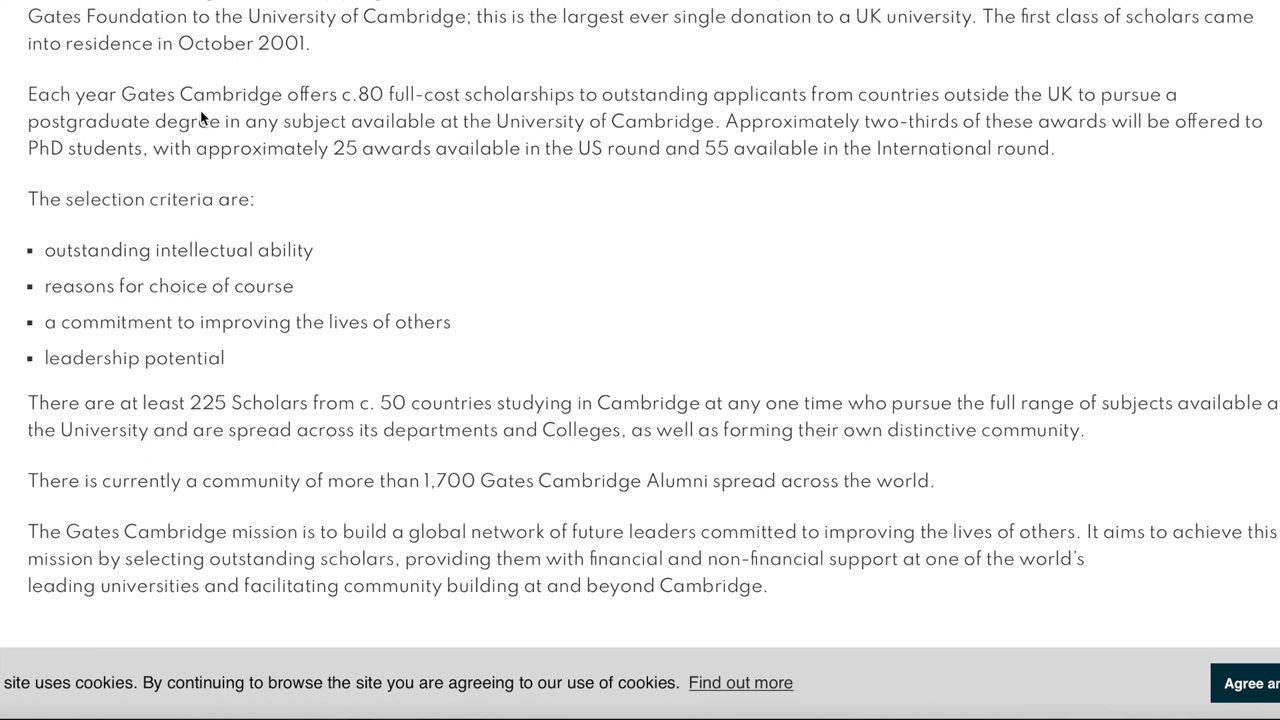 Gates Foundation to the University of Cambridge; this is the largest ever single donation to a UK university. The first class of scholars came
into residence in October 2001.
Each year Gates Cambridge offers c.80 full-cost scholarships to outstanding applicants from countries outside the UK to pursue a
postgraduate degree in any subject available at the University of Cambridge. Approximately two-thirds of these awards will be offered to
PhD students, with approximately 25 awards available in the US round and 55 available in the International round.
The selection criteria are:
▪ outstanding intellectual ability
▪ reasons for choice of course
▪ a commitment to improving the lives of others
▪ leadership potential
There are at least 225 Scholars from c. 50 countries studying in Cambridge at any one time who pursue the full range of subjects available
the University and are spread across its departments and Colleges, as well as forming their own distinctive community.
There is currently a community of more than 1,700 Gates Cambridge Alumni spread across the world.
The Gates Cambridge mission is to build a global network of future leaders committed to improving the lives of others. It aims to achieve this
mission by selecting outstanding scholars, providing them with financial and non-financial support at one of the world's
leading universities and facilitating community building at and beyond Cambridge.
site uses cookies. By continuing to browse the site you are agreeing to our use of cookies. Find out more
Agree